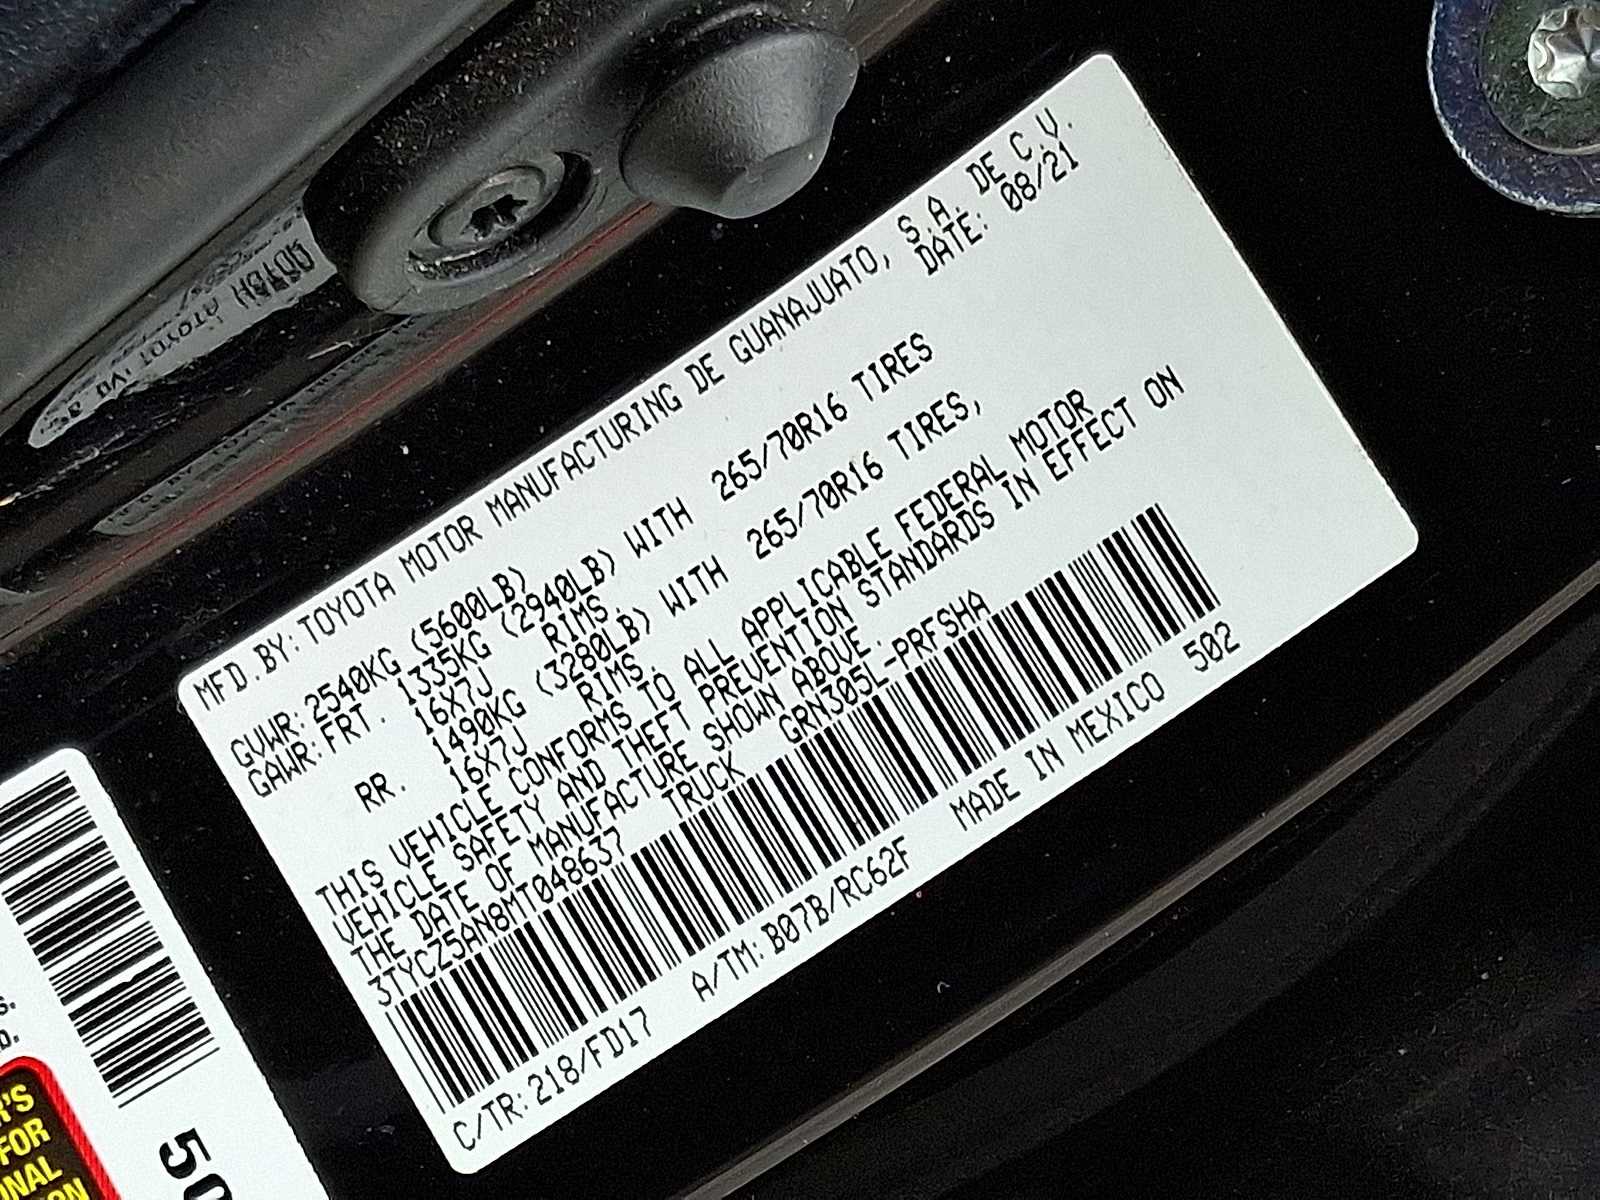 MFD.BY:TOYOTA MOTOR MANUFACTURING DE GUANAJUATO, S.A. DE C.V.
DATE: 08/21
GVWR:2540KG (5600LB)
GAWR:FRT. 1335KG (2940LB) WITH 265/70R16 TIRES
16X7J RIMS.
RR. 1490KG (3280LB) WITH 265/70R16 TIRES,
16X7J RIMS.
THIS VEHICLE CONFORMS TO ALL APPLICABLE FEDERAL MOTOR
VEHICLE SAFETY AND THEFT PREVENTION STANDARDS IN EFFECT ON
THE DATE OF MANUFACTURE SHOWN ABOVE.
3TYCZ5AN8MT048637 TRUCK GRN305L-PRFSHA
C/TR:218/FD17 A/TM:B07B/RC62F MADE IN MEXICO 502
50
FOR